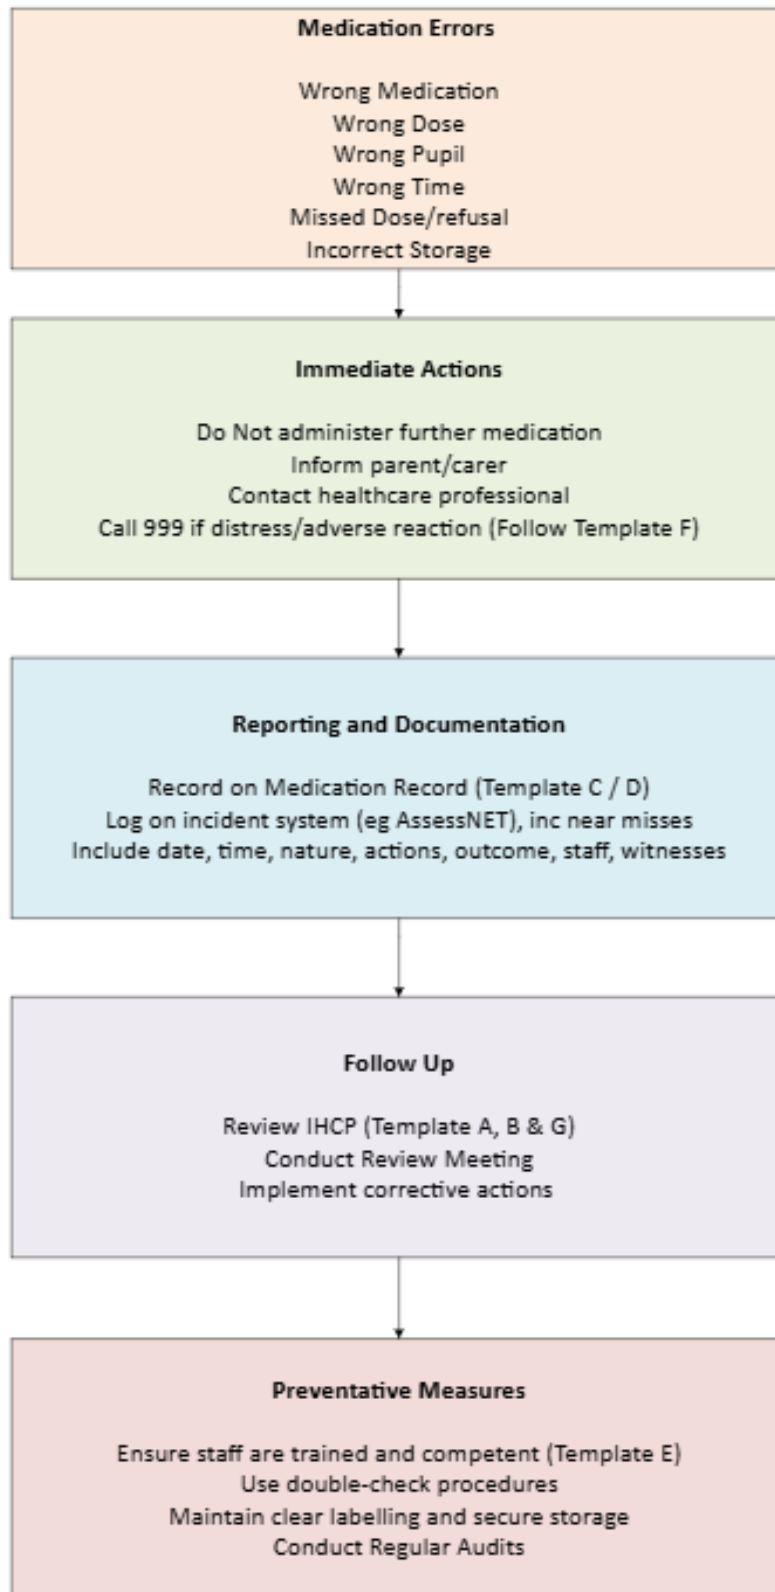 Medication Errors
Wrong Medication
Wrong Dose
Wrong Pupil
Wrong Time
Missed Dose/refusal
Incorrect Storage
Immediate Actions
Do Not administer further medication
Inform parent/carer
Contact healthcare professional
Call 999 if distress/adverse reaction (Follow Template F)
Reporting and Documentation
Record on Medication Record (Template C / D)
Log on incident system (eg AssessNET), inc near misses
Include date, time, nature, actions, outcome, staff, witnesses
Follow Up
Review IHCP (Template A, B & G)
Conduct Review Meeting
Implement corrective actions
Preventative Measures
Ensure staff are trained and competent (Template E)
Use double-check procedures
Maintain clear labelling and secure storage
Conduct Regular Audits